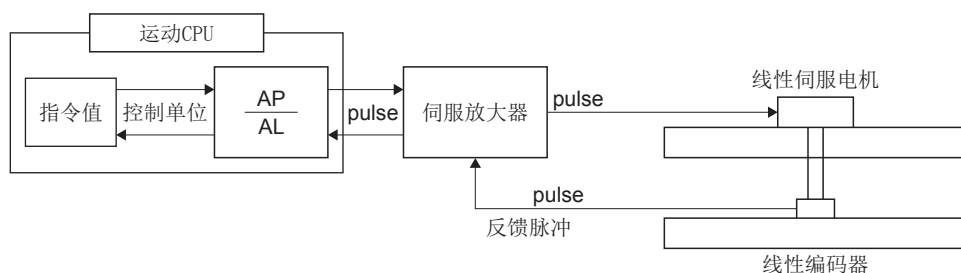 运动CPU
指令值
控制单位
AP
AL
pulse
伺服放大器
pulse
线性伺服电机
pulse
反馈脉冲
线性编码器